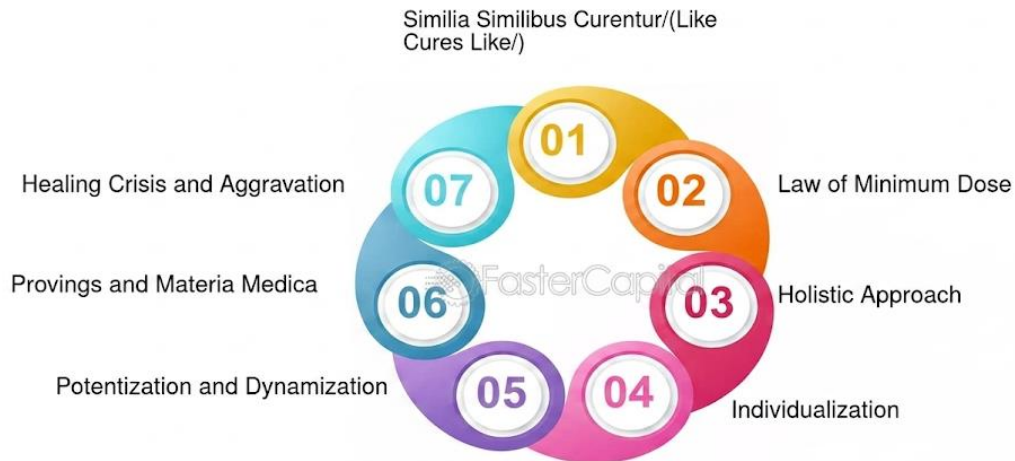 Similia Similibus Curentur/(Like
Cures Like/)
01
02
Law of Minimum Dose
03
Holistic Approach
04
Individualization
05
Potentization and Dynamization
06
Provings and Materia Medica
07
Healing Crisis and Aggravation
FasterCapital